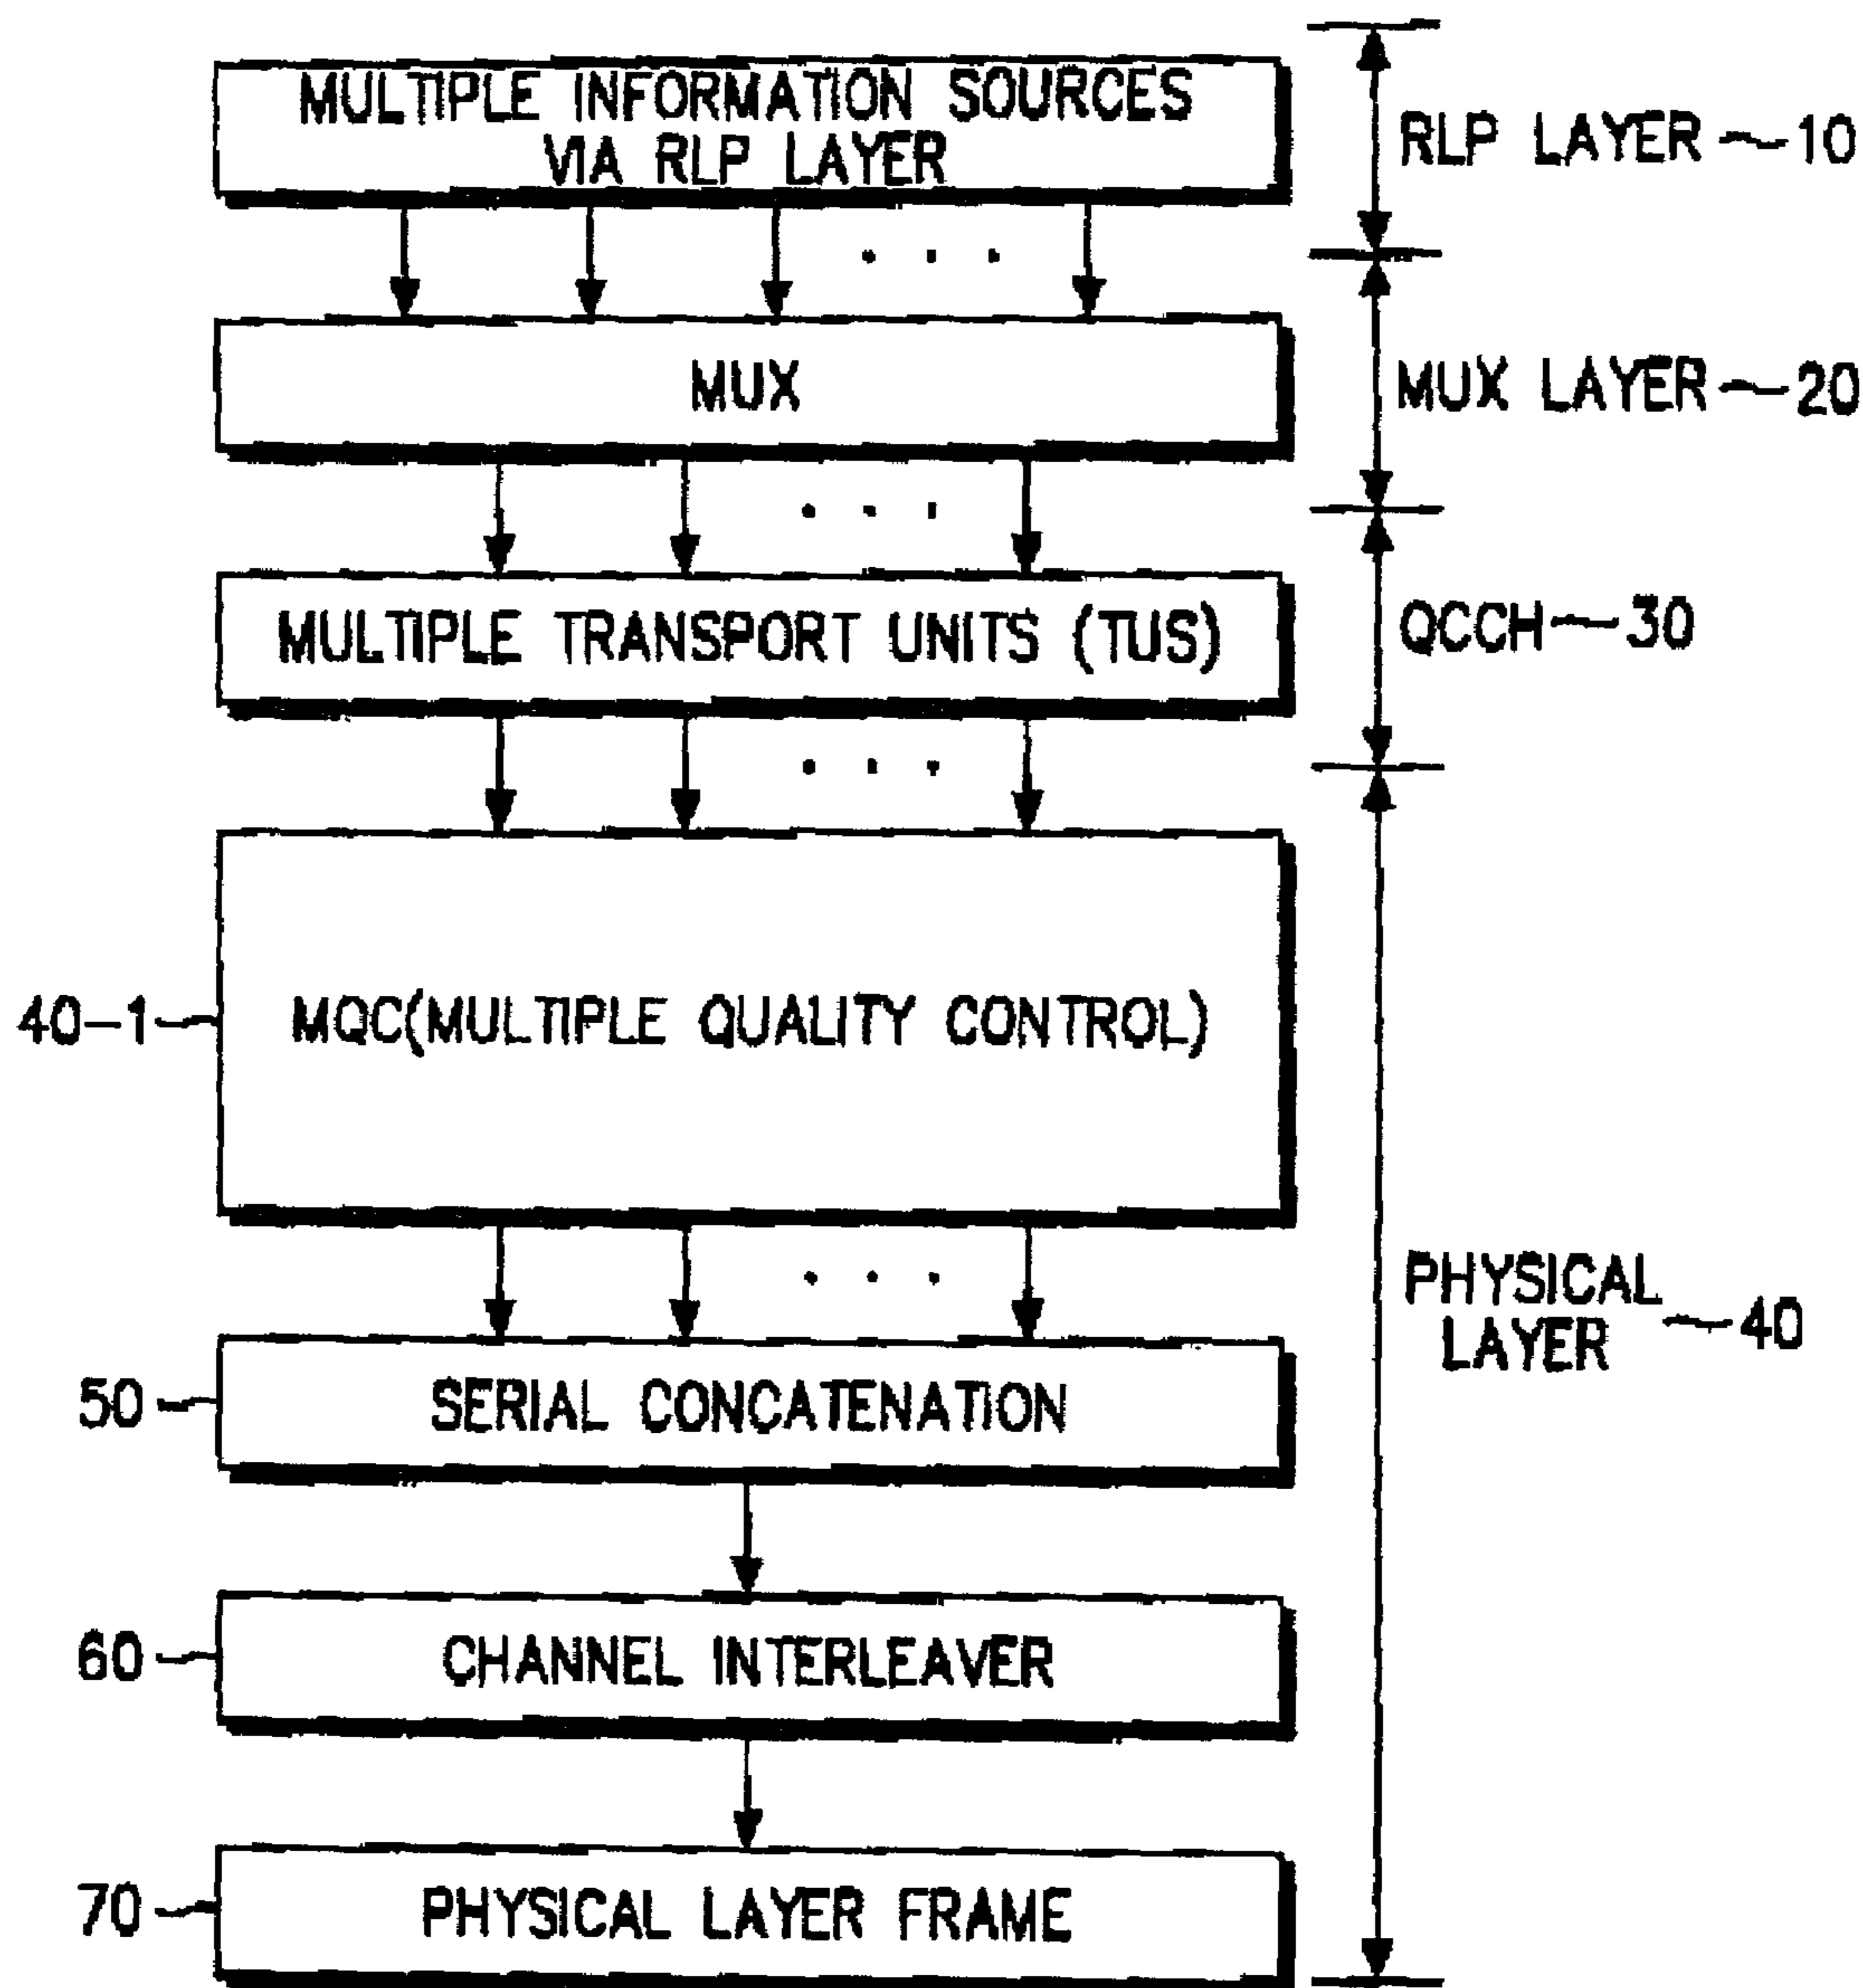 MULTIPLE INFORMATION SOURCES
VIA RLP LAYER
RLP LAYER 10
MUX
MUX LAYER 20
MULTIPLE TRANSPORT UNITS (TUS)
QCCH 30
40-1
MQC(MULTIPLE QUALITY CONTROL)
PHYSICAL
LAYER
40
50
SERIAL CONCATENATION
60
CHANNEL INTERLEAVER
70
PHYSICAL LAYER FRAME